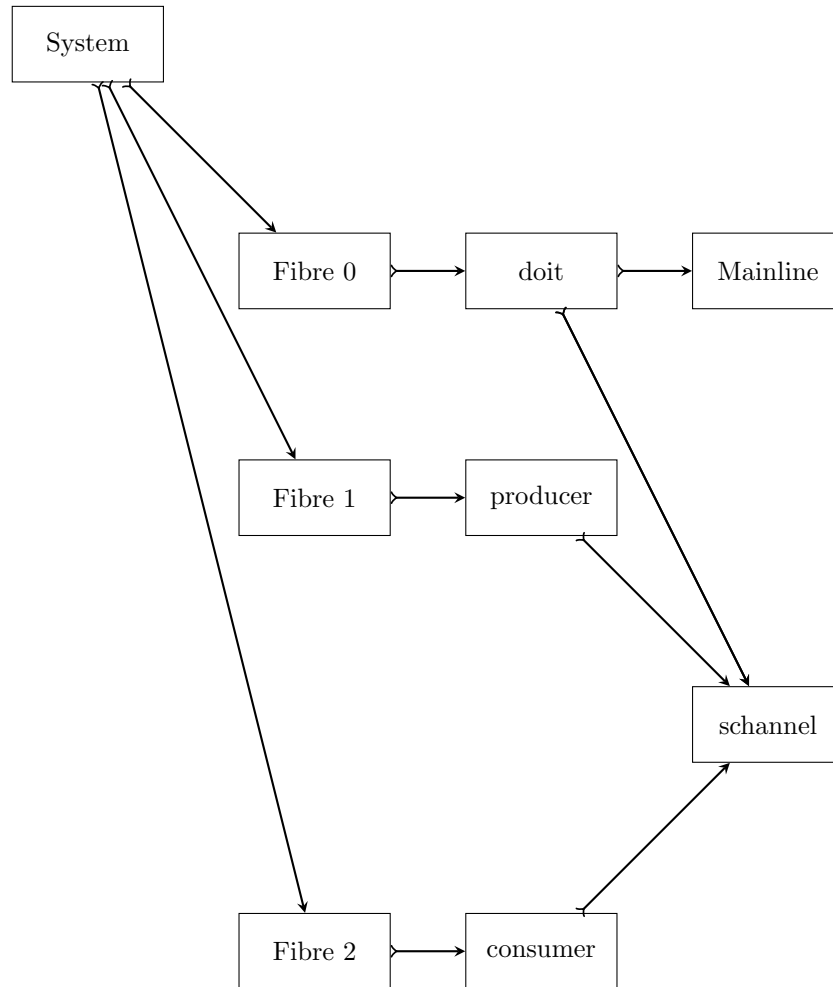 System
Fibre 0
doit
Mainline
Fibre 1
producer
schannel
Fibre 2
consumer